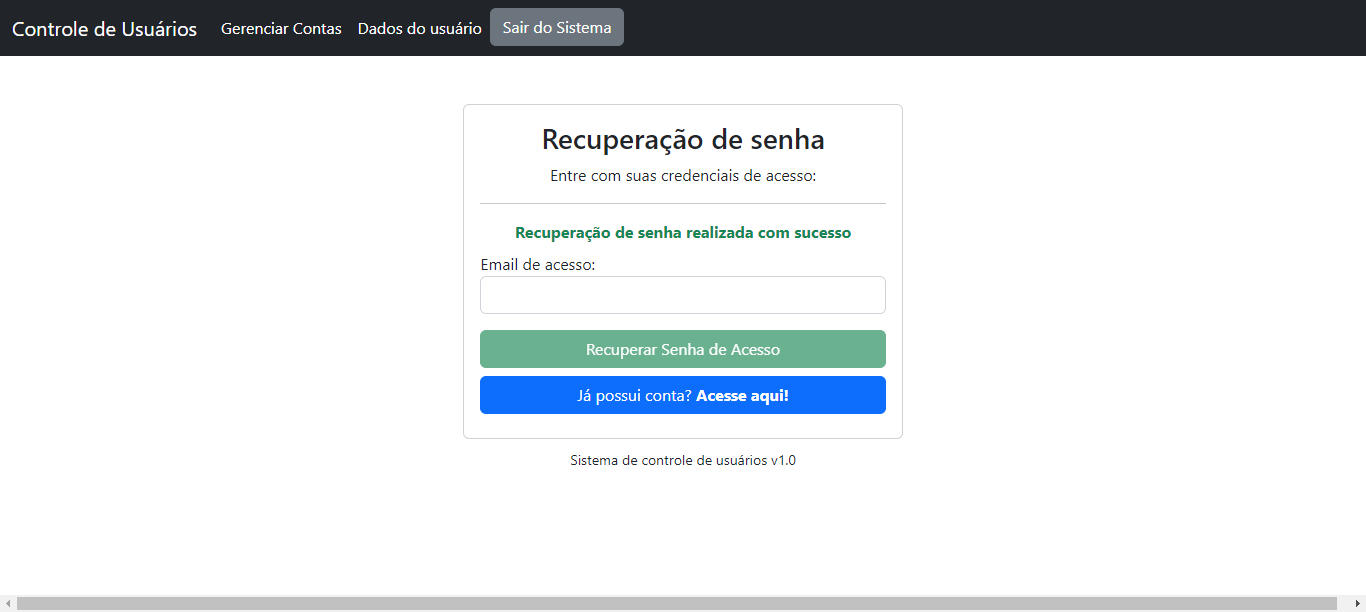 Controle de Usuários Gerenciar Contas Dados do usuário Sair do Sistema
Recuperação de senha
Entre com suas credenciais de acesso:
Recuperação de senha realizada com sucesso
Email de acesso:
Recuperar Senha de Acesso
Já possui conta? Acesse aqui!
Sistema de controle de usuários v1.0